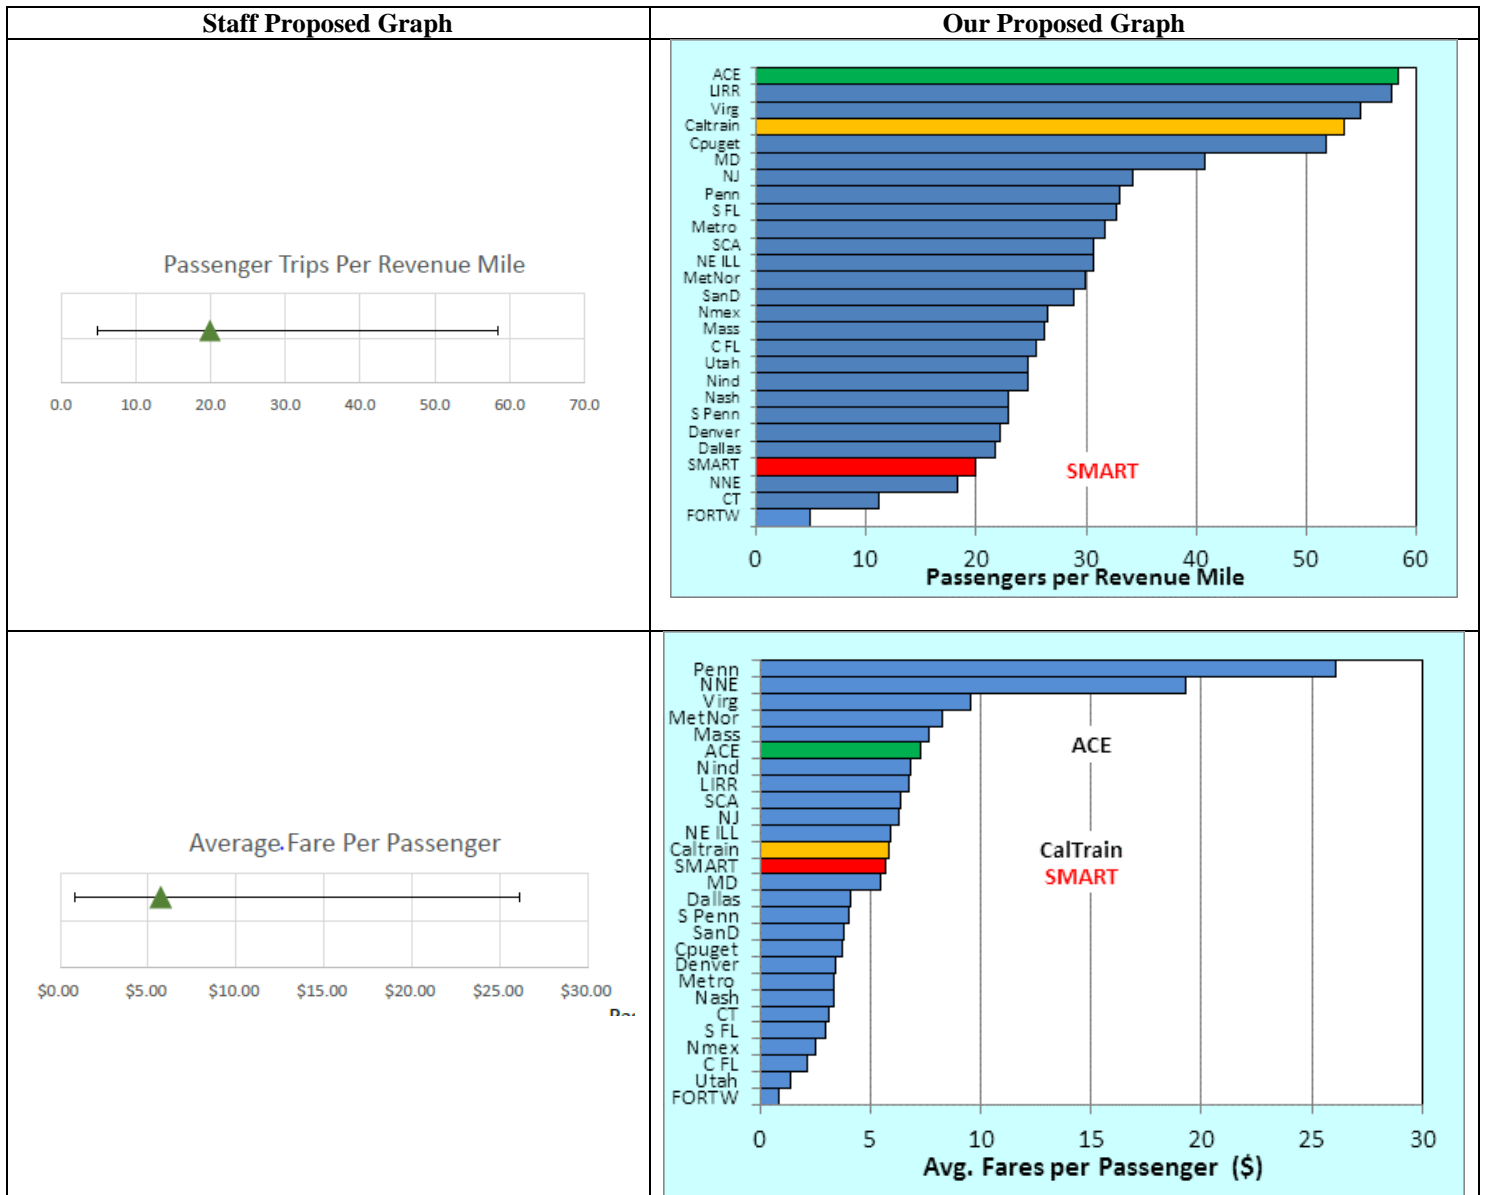 Staff Proposed Graph
Our Proposed Graph
Passenger Trips Per Revenue Mile
0.0 10.0 20.0 30.0 40.0 50.0 60.0 70.0
ACE
LIRR
Virg
Caltrain
Cpuget
MD
NJ
Penn
S FL
Metro
SCA
NE ILL
MetNor
SanD
Nmex
Mass
C FL
Utah
Nind
Nash
S Penn
Denver
Dallas
SMART
NNE
CT
FORTW
SMART
0 10 20 30 40 50 60
Passengers per Revenue Mile
Average.Fare Per Passenger
$0.00 $5.00 $10.00 $15.00 $20.00 $25.00 $30.00
Penn
NNE
Virg
MetNor
Mass
ACE
Nind
LIRR
SCA
NJ
NE ILL
Caltrain
SMART
MD
Dallas
S Penn
SanD
Cpuget
Denver
Metro
Nash
CT
S FL
Nmex
C FL
Utah
FORTW
ACE
CalTrain
SMART
0 5 10 15 20 25 30
Avg. Fares per Passenger ($)